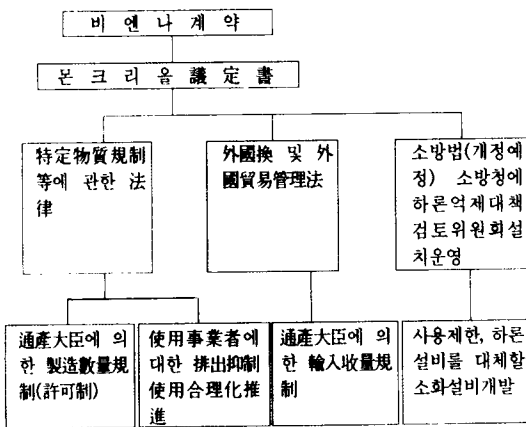 비 엔 나 계 약
몬 크 리 올 議 定 書
特定物質規制
等에 관한 法
律
外國換 및 外
國貿易管理法
소방법(개정예
정) 소방청에
하론억제대책
검토위원회설
치운영
通産大臣에 의
한 製造數量規
制(許可制)
使用事業者에
대한 排出抑制
使用合理化推
進
通産大臣에 의
한 輸入收量規
制
사용제한, 하론
설비를 대체할
소화설비개발